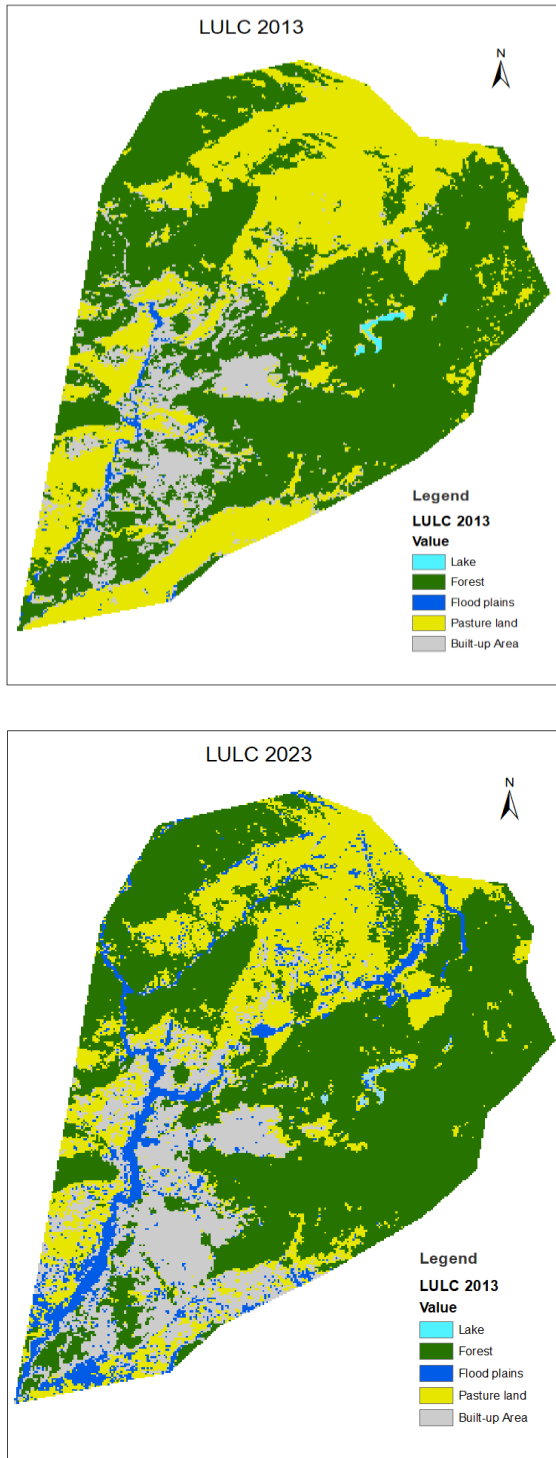 LULC 2013
N
Legend
LULC 2013
Value
Lake
Forest
Flood plains
Pasture land
Built-up Area
LULC 2023
N
Legend
LULC 2013
Value
Lake
Forest
Flood plains
Pasture land
Built-up Area